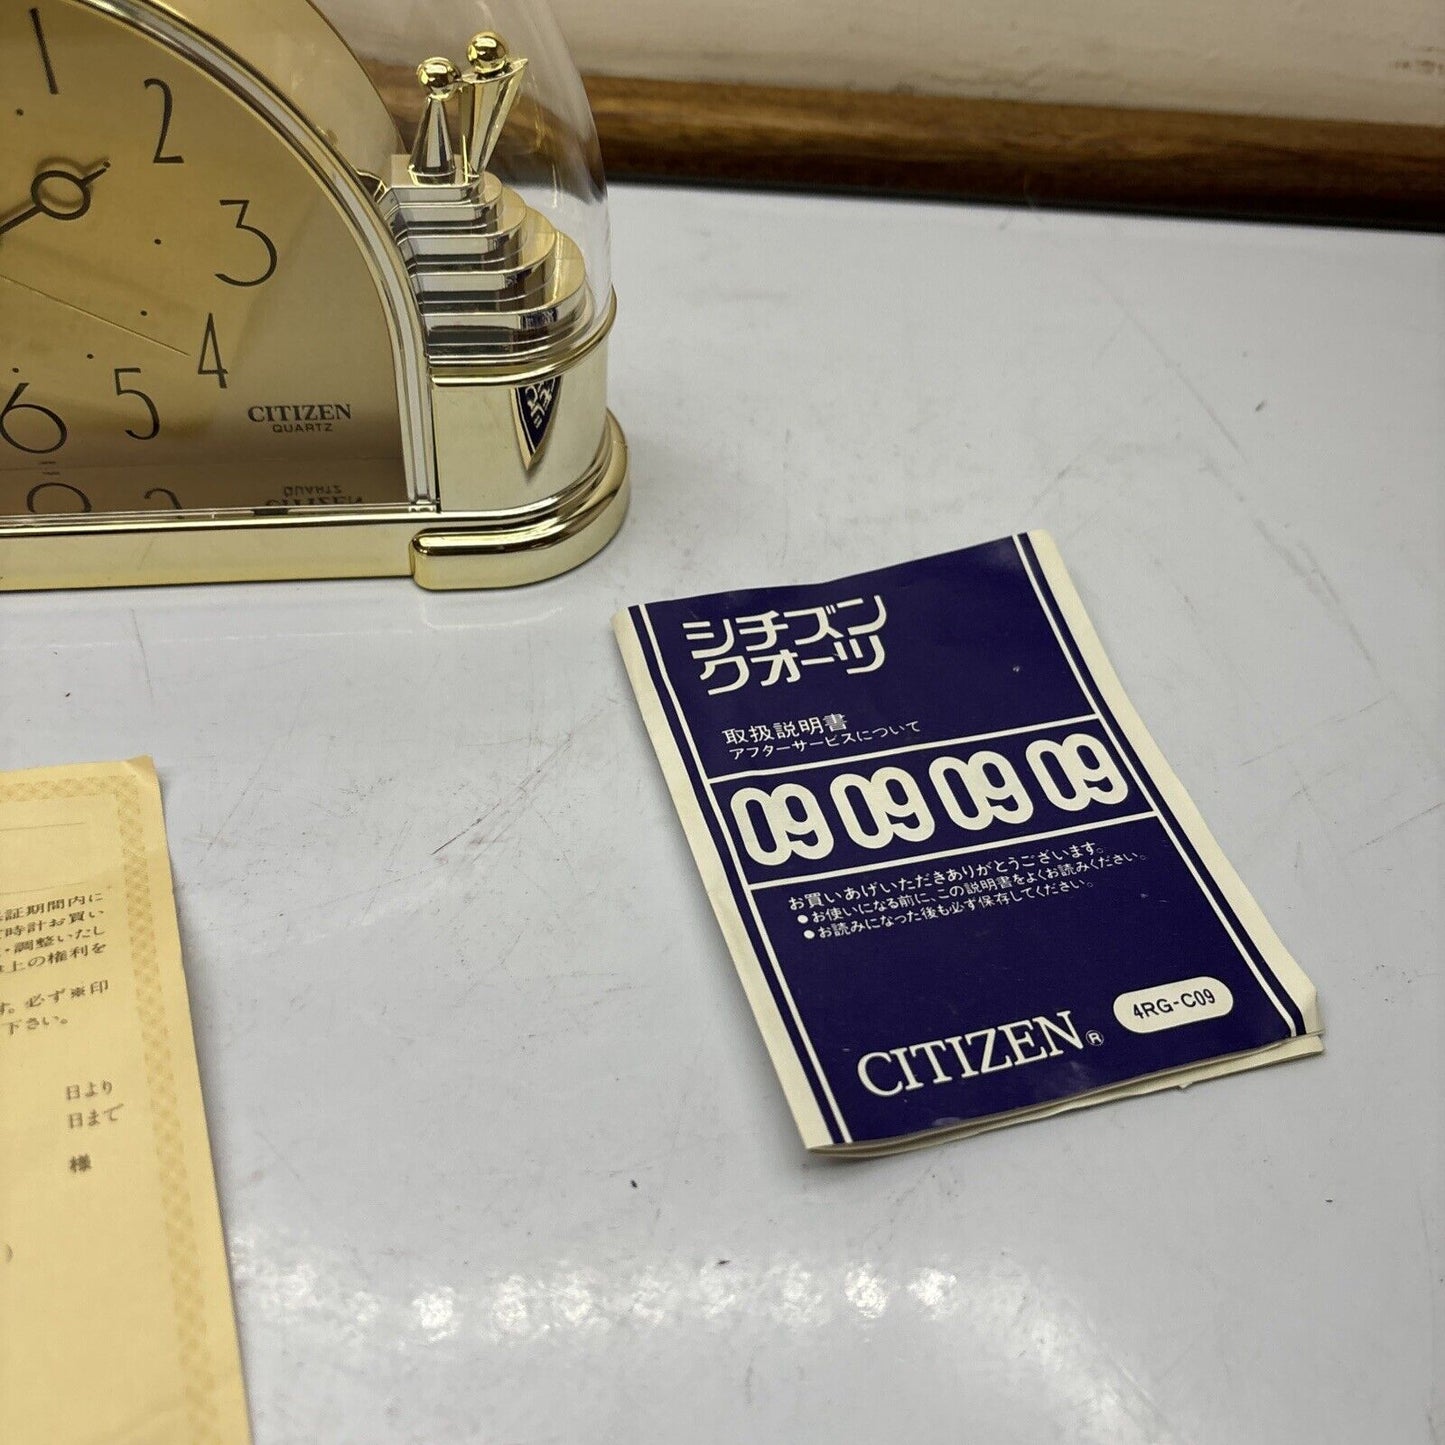 1
2
3
4
5
6
CITIZEN
QUARTZ
シチズン
クオーツ
取扱説明書
アフターサービスについて
09 09 09 09
お買いあげいただきありがとうございます。
●お使いになる前に、この説明書をよくお読みください。
●お読みになった後も必ず保存してください。
4RG-C09
CITIZEN®
証期間内に
時計お買い
・調整いたし
上の権利を
す。必ず※印
下さい。
日より
日まで
様